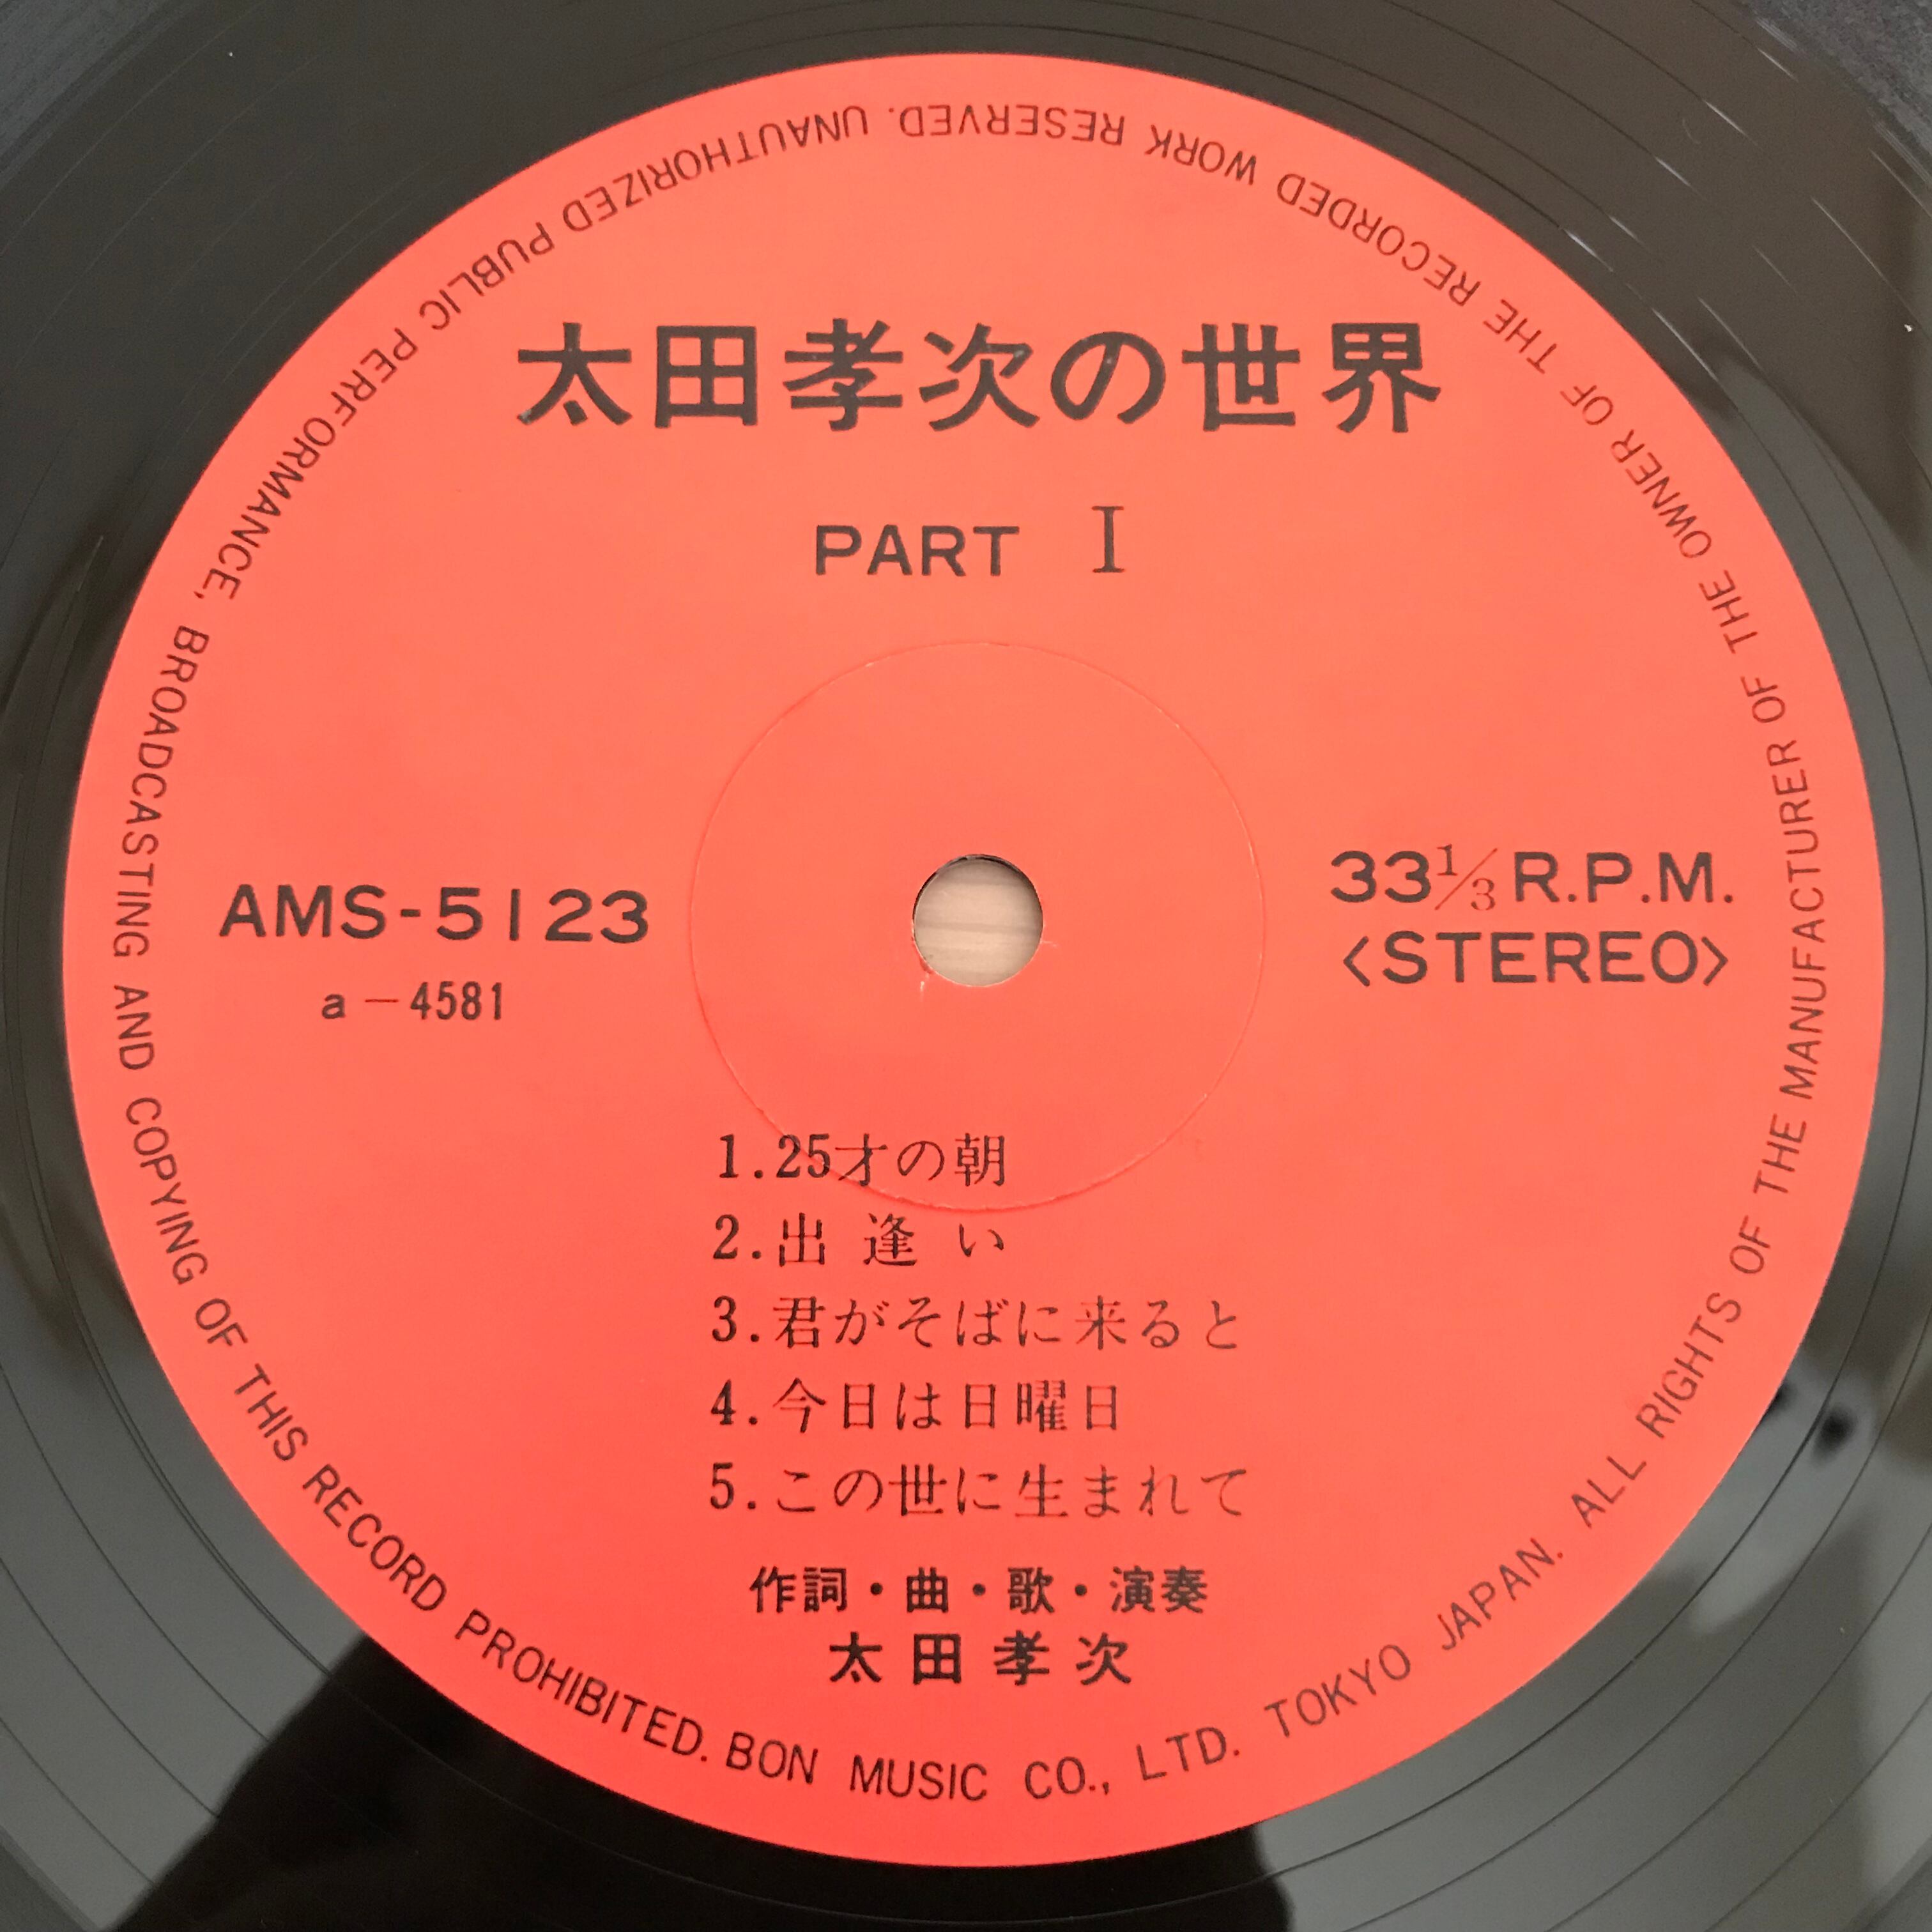 太田孝次の世界
PART I
AMS-5123
a-4581
33 1/3 R.P.M.
<STEREO>
1.25才の朝
2.出逢い
3.君がそばに来ると
4.今日は日曜日
5.この世に生まれて
作詞・曲・歌・演奏
太田孝次
BON MUSIC CO., LTD. TOKYO JAPAN. ALL RIGHTS OF THE MANUFACTURER OF THE OWNER OF THE RECORDED WORK RESERVED. UNAUTHORIZED PUBLIC PERFORMANCE, BROADCASTING AND COPYING OF THIS RECORD PROHIBITED.